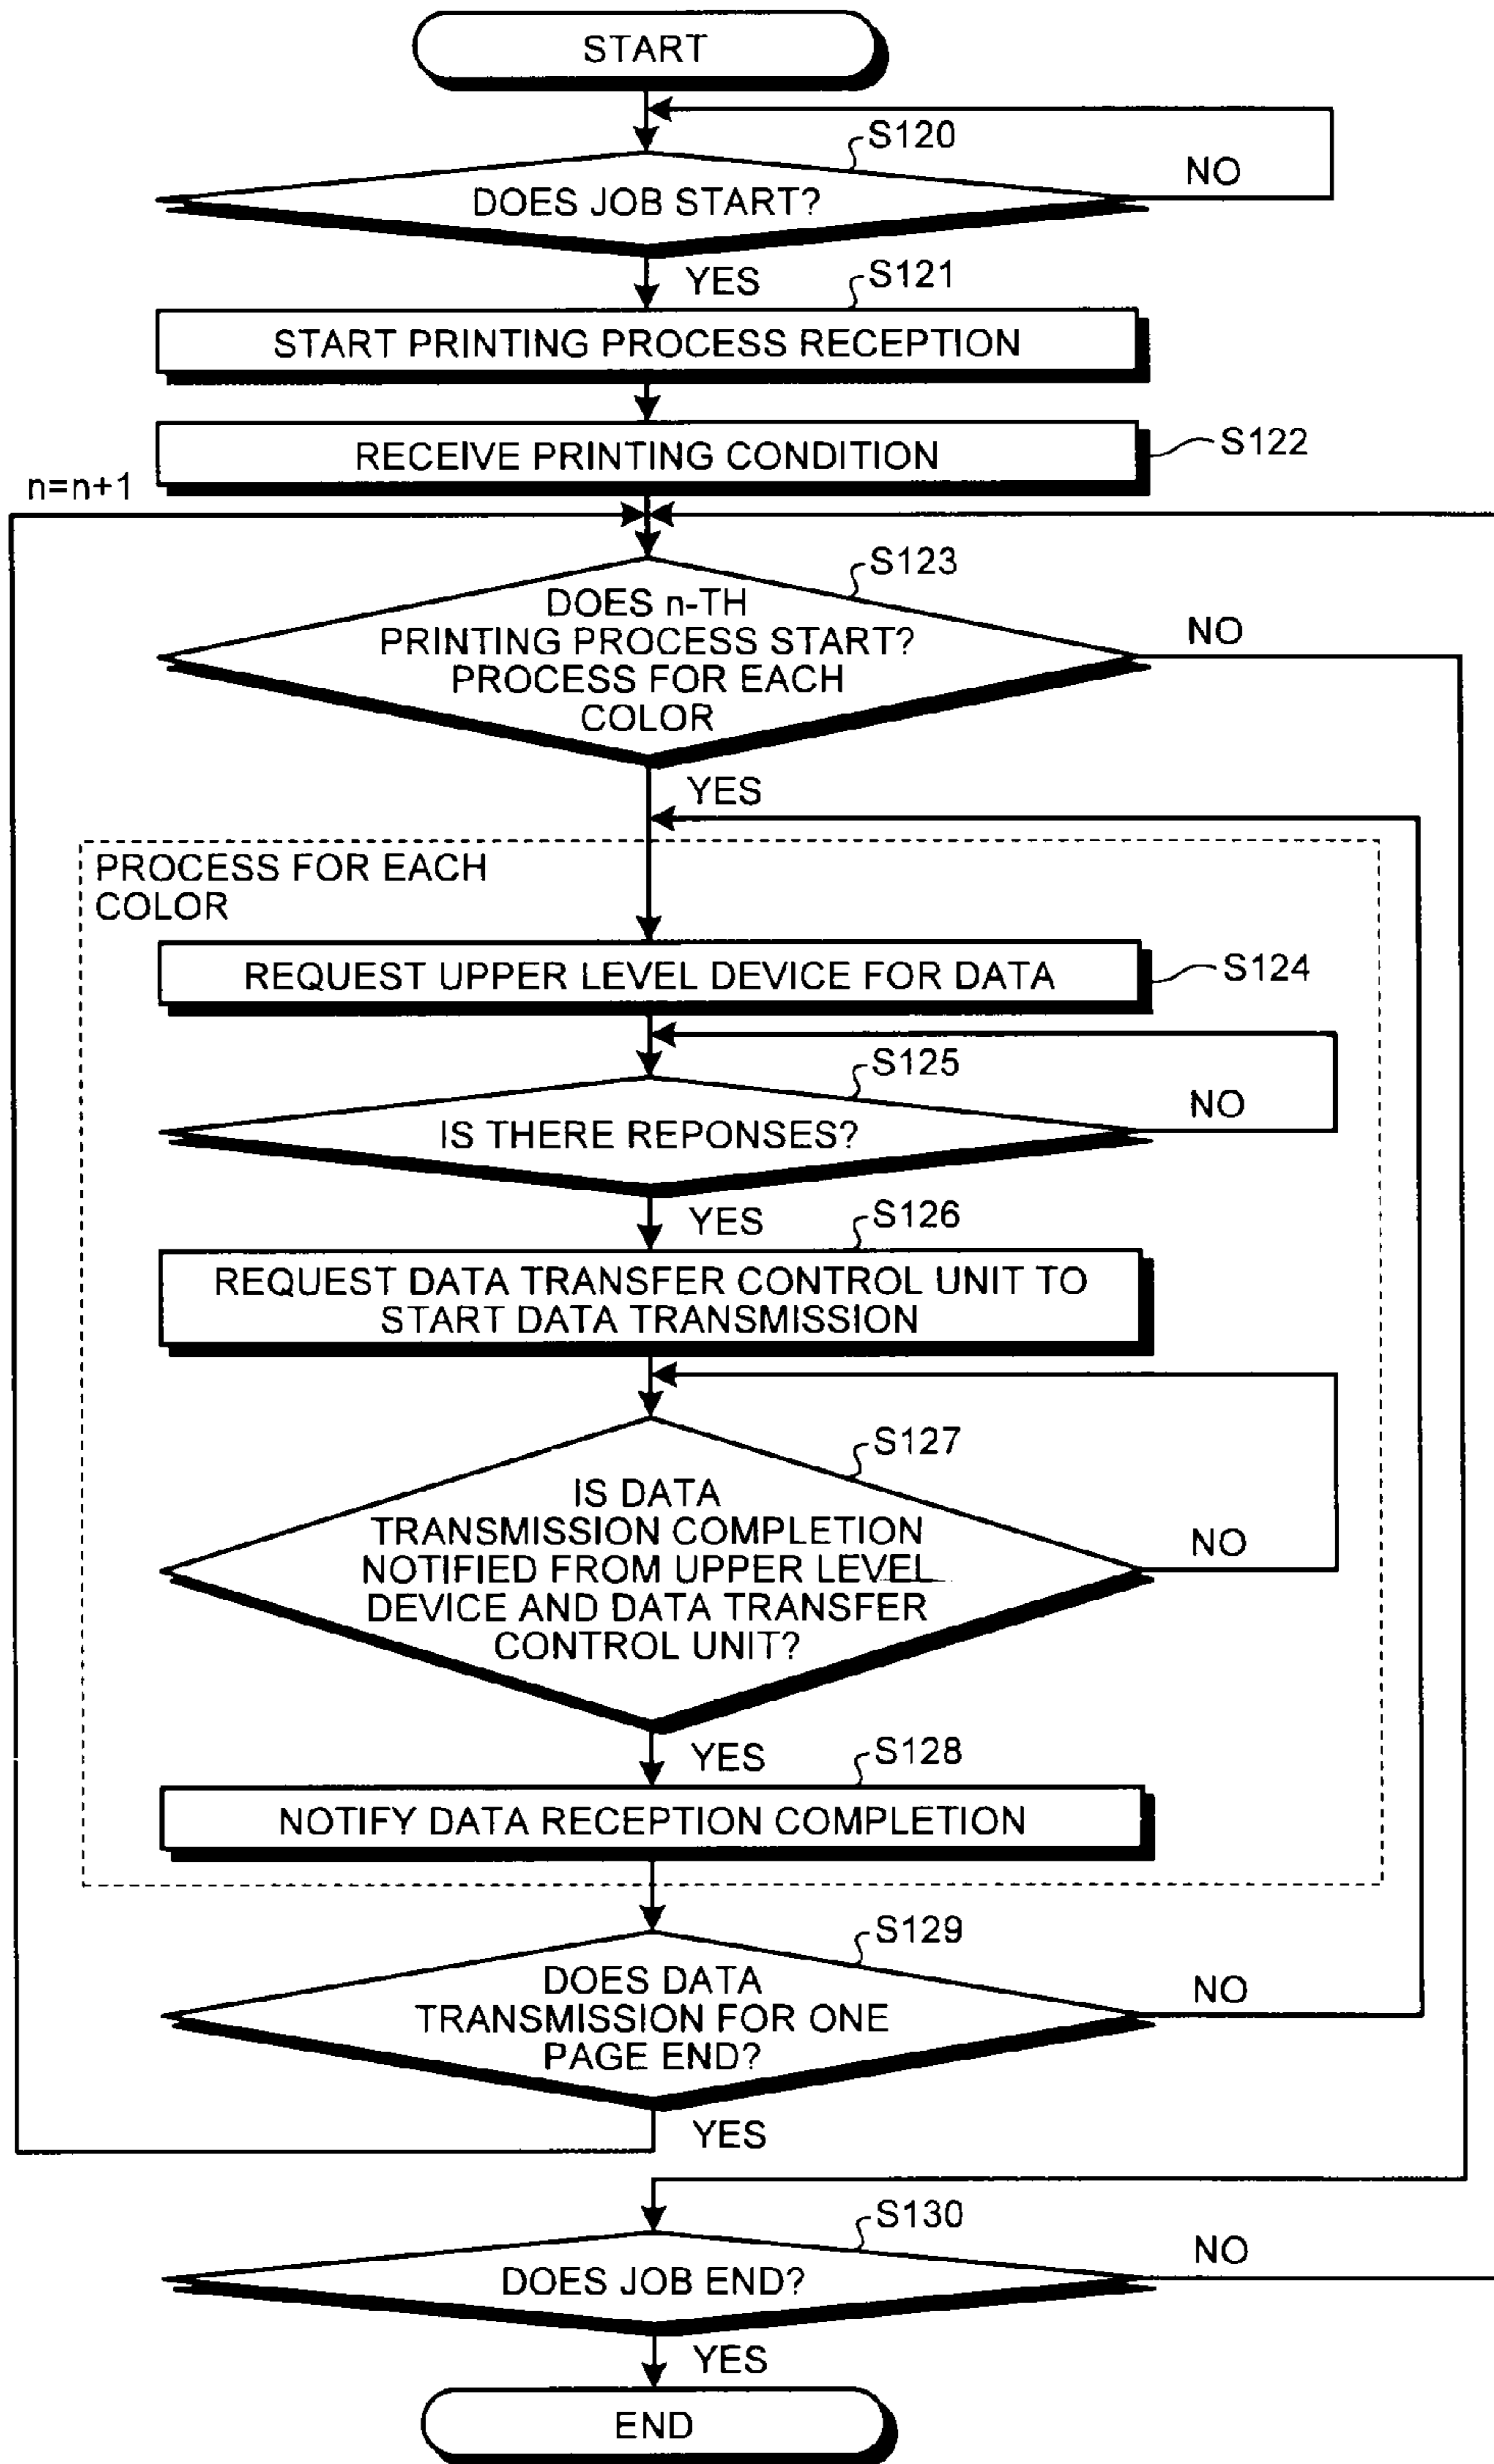 START
S120
DOES JOB START?
NO
YES
S121
START PRINTING PROCESS RECEPTION
RECEIVE PRINTING CONDITION
S122
n=n+1
S123
DOES n-TH
PRINTING PROCESS START?
PROCESS FOR EACH
COLOR
NO
YES
PROCESS FOR EACH
COLOR
REQUEST UPPER LEVEL DEVICE FOR DATA
S124
S125
IS THERE REPONSES?
NO
YES
S126
REQUEST DATA TRANSFER CONTROL UNIT TO
START DATA TRANSMISSION
S127
IS DATA
TRANSMISSION COMPLETION
NOTIFIED FROM UPPER LEVEL
DEVICE AND DATA TRANSFER
CONTROL UNIT?
NO
YES
S128
NOTIFY DATA RECEPTION COMPLETION
S129
DOES DATA
TRANSMISSION FOR ONE
PAGE END?
NO
YES
S130
DOES JOB END?
NO
YES
END